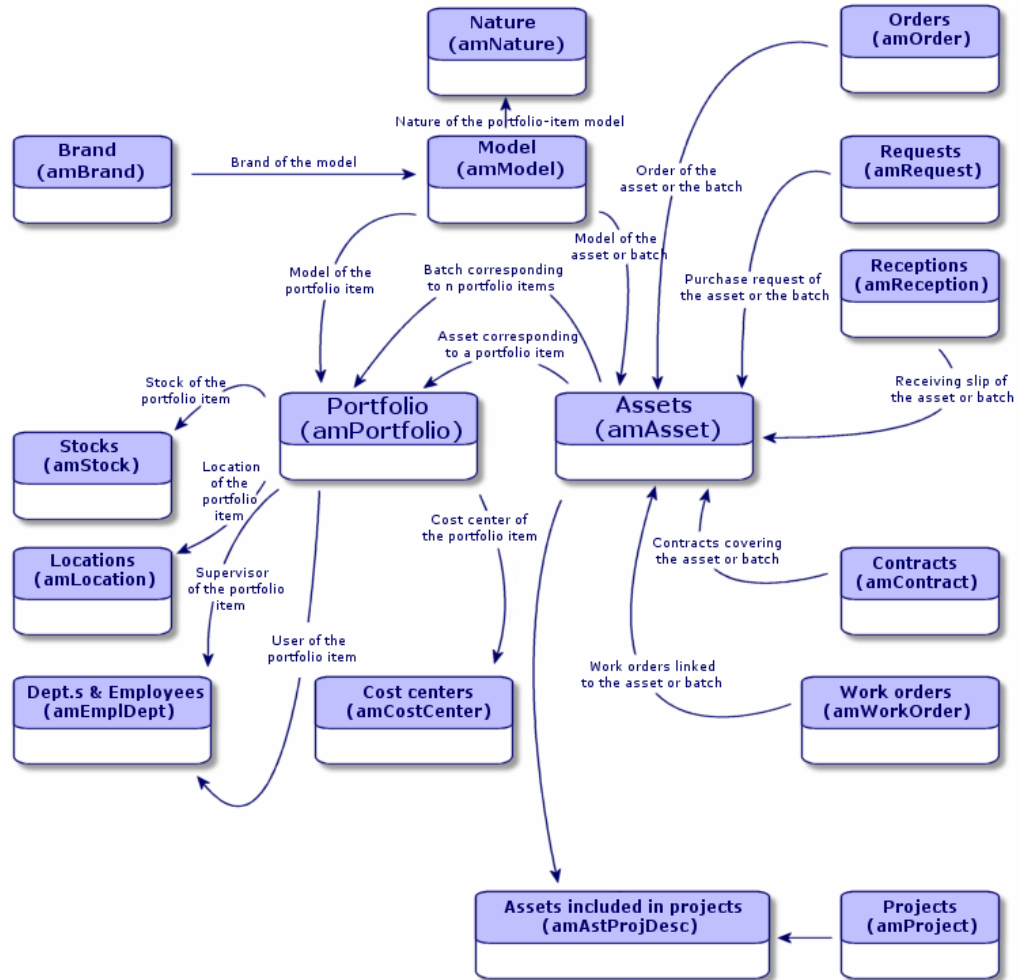 Nature
(amNature)
Orders
(amOrder)
Nature of the portfolio-item model
Brand
(amBrand)
Brand of the model
Model
(amModel)
Requests
(amRequest)
Order of the
asset or the batch
Model of the
asset or batch
Receptions
(amReception)
Model of the
portfolio item
Batch corresponding
to n portfolio items
Purchase request of
the asset or the batch
Asset corresponding
to a portfolio item
Stock of the
portfolio item
Receiving slip of
the asset or batch
Portfolio
(amPortfolio)
Assets
(amAsset)
Stocks
(amStock)
Location
of the
portfolio
item
Cost center of
the portfolio item
Contracts covering
the asset or batch
Locations
(amLocation)
Contracts
(amContract)
Supervisor
of the portfolio
item
User of the
portfolio item
Work orders linked
to the asset or batch
Dept.s & Employees
(amEmplDept)
Cost centers
(amCostCenter)
Work orders
(amWorkOrder)
Assets included in projects
(amAstProjDesc)
Projects
(amProject)